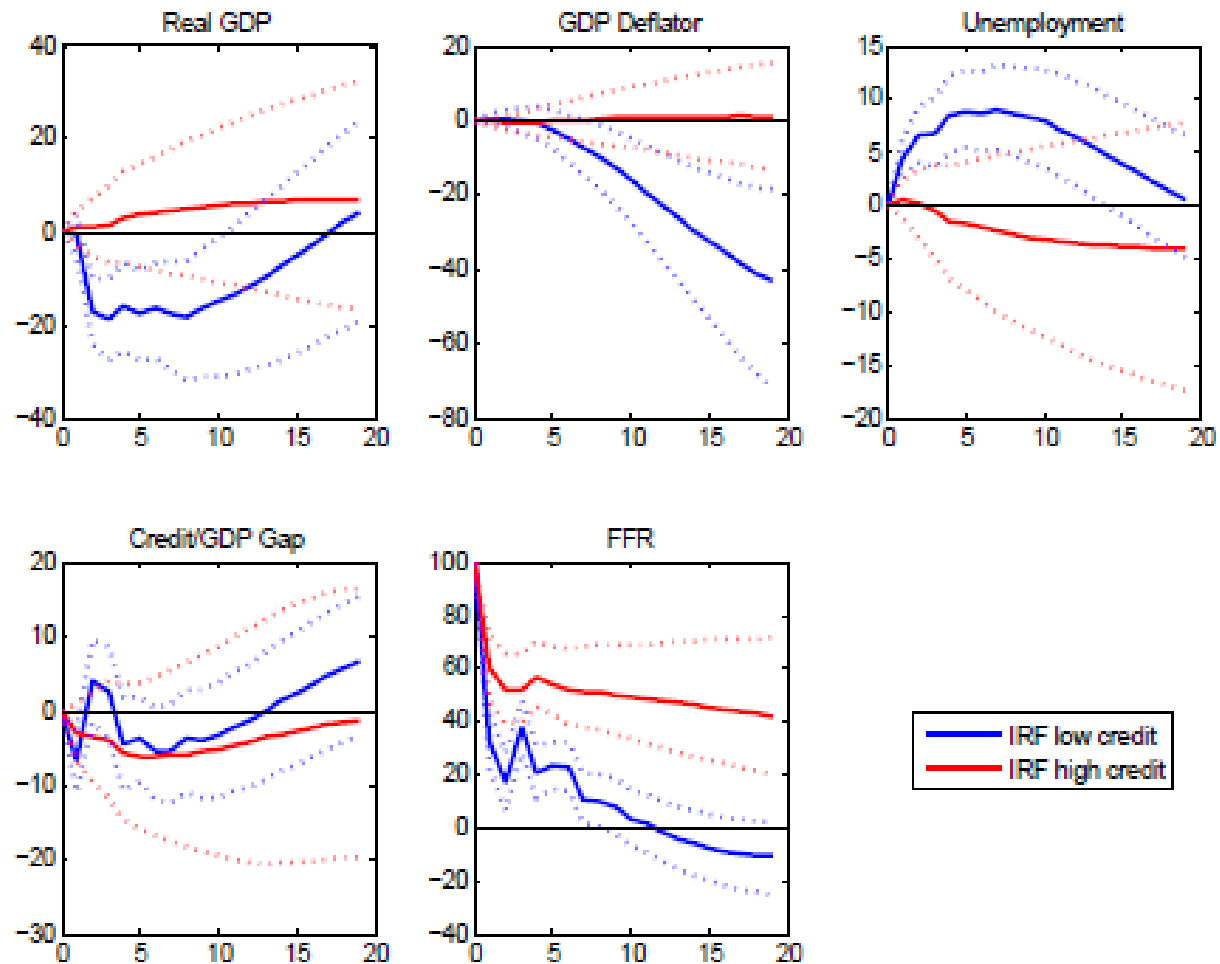 Real GDP
40
20
0
−20
−40
0 5 10 15 20
GDP Deflator
20
0
−20
−40
−60
−80
0 5 10 15 20
Unemployment
15
10
5
0
−5
−10
−15
−20
0 5 10 15 20
Credit/GDP Gap
20
10
0
−10
−20
−30
0 5 10 15 20
FFR
100
80
60
40
20
0
−20
−40
0 5 10 15 20
IRF low credit
IRF high credit